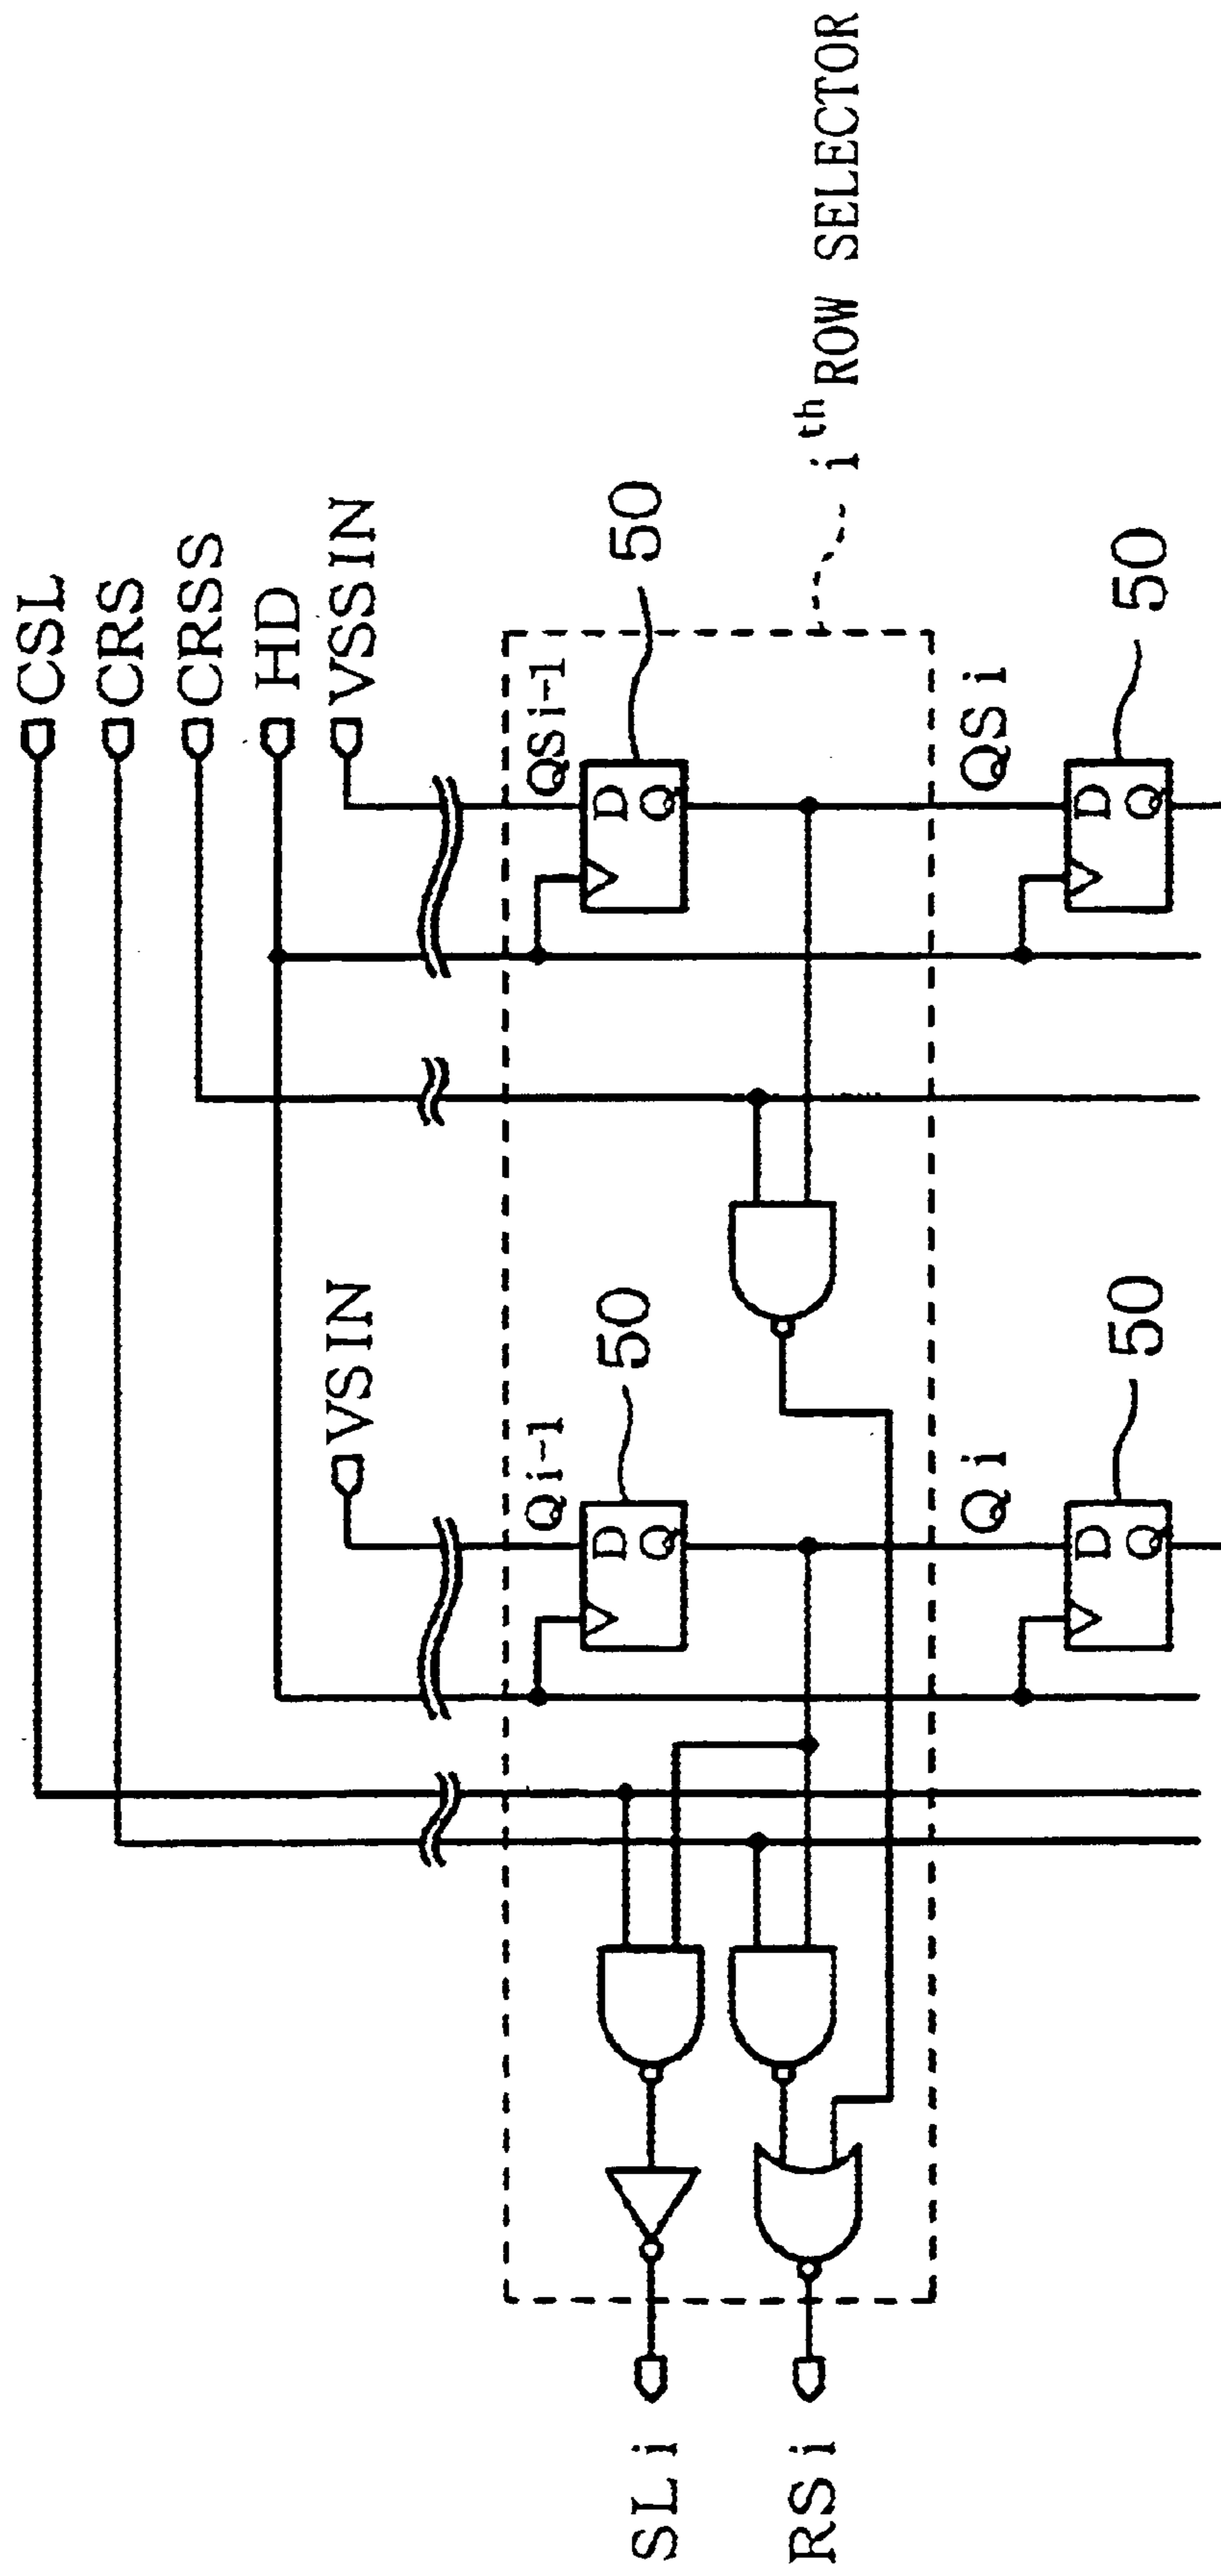 CSL
CRS
CRSS
HD
VSSIN
VSIN
QSi-1
50
D
Q
Qi-1
50
D
Q
ith ROW SELECTOR
QSi
50
D
Q
Qi
50
D
Q
SLi
RSi